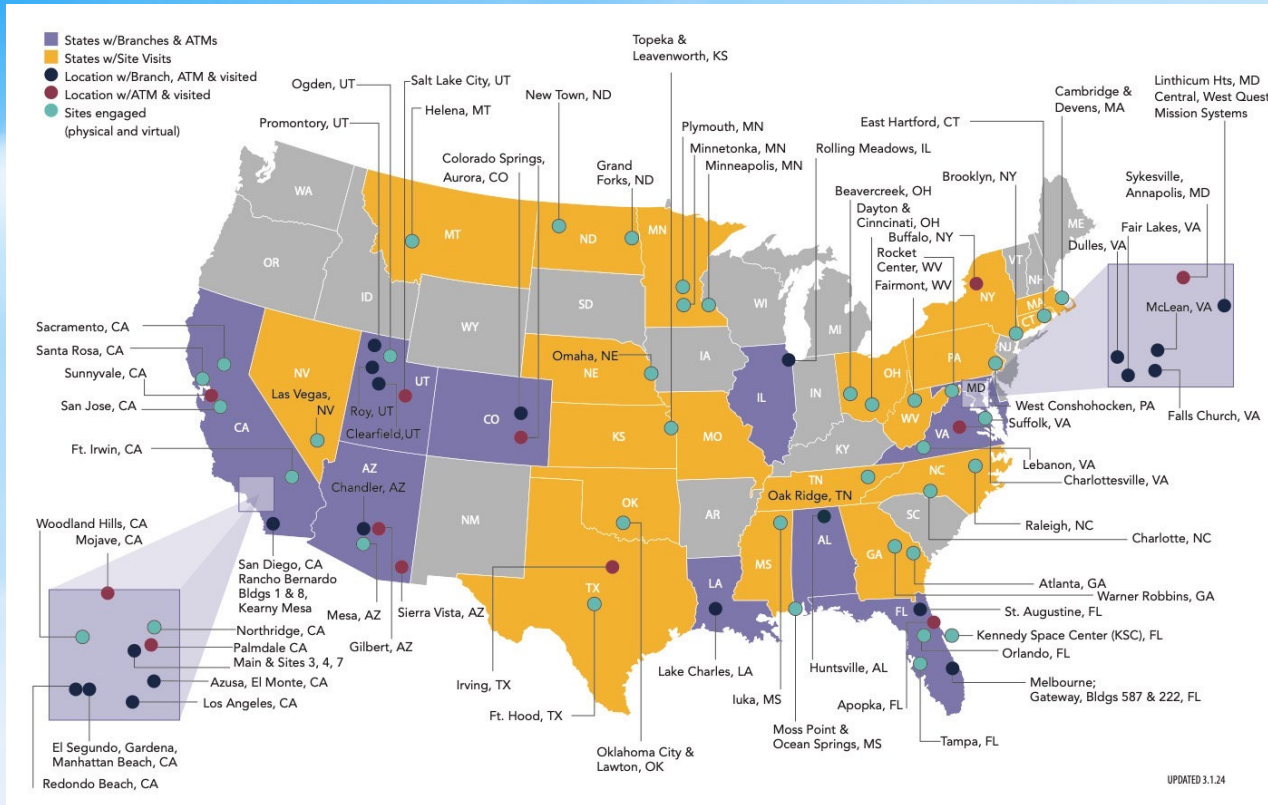 States w/Branches & ATMs
States w/Site Visits
Location w/Branch, ATM & visited
Location w/ATM & visited
Sites engaged
(physical and virtual)
Ogden, UT
Salt Lake City, UT
Helena, MT
Promontory, UT
New Town, ND
Colorado Springs,
Aurora, CO
Grand
Forks, ND
Topeka &
Leavenworth, KS
Plymouth, MN
Minnetonka, MN
Minneapolis, MN
Rolling Meadows, IL
East Hartford, CT
Cambridge &
Devens, MA
Linthicum Hts, MD
Central, West Quest
Mission Systems
Beavercreek, OH
Dayton &
Cinncinati, OH
Buffalo, NY
Rocket
Center, WV
Fairmont, WV
Brooklyn, NY
Sykesville,
Annapolis, MD
Fair Lakes, VA
Dulles, VA
McLean, VA
Falls Church, VA
West Conshohocken, PA
Suffolk, VA
Lebanon, VA
Charlottesville, VA
Raleigh, NC
Charlotte, NC
Atlanta, GA
Warner Robbins, GA
St. Augustine, FL
Kennedy Space Center (KSC), FL
Orlando, FL
Melbourne;
Gateway, Bldgs 587 & 222, FL
Tampa, FL
Apopka, FL
Huntsville, AL
Moss Point &
Ocean Springs, MS
Iuka, MS
Lake Charles, LA
Oklahoma City &
Lawton, OK
Ft. Hood, TX
Irving, TX
Oak Ridge, TN
Omaha, NE
Sacramento, CA
Santa Rosa, CA
Sunnyvale, CA
San Jose, CA
Ft. Irwin, CA
Las Vegas,
NV
Roy, UT
Clearfield,UT
Chandler, AZ
Mesa, AZ
Gilbert, AZ
Sierra Vista, AZ
San Diego, CA
Rancho Bernardo
Bldgs 1 & 8,
Kearny Mesa
Woodland Hills, CA
Mojave, CA
Northridge, CA
Palmdale CA
Main & Sites 3, 4, 7
Azusa, El Monte, CA
Los Angeles, CA
El Segundo, Gardena,
Manhattan Beach, CA
Redondo Beach, CA
WA
OR
ID
MT
ND
MN
SD
WY
WI
MI
IA
NE
NV
UT
CO
CA
AZ
NM
KS
MO
OK
TX
AR
LA
IL
IN
OH
KY
TN
MS
AL
GA
FL
SC
NC
VA
WV
MD
PA
NJ
NY
CT
MA
VT
NH
ME
UPDATED 3.1.24